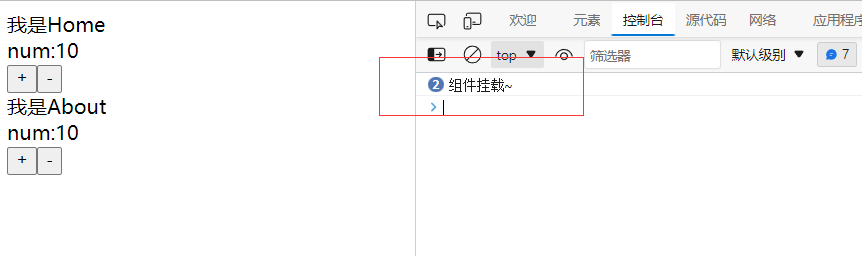 我是Home
num:10
+ -
我是About
num:10
+ -
欢迎 元素 控制台 源代码 网络 应用程序
top ▼ 筛选器 默认级别 ▼ 7
2 组件挂载~
>